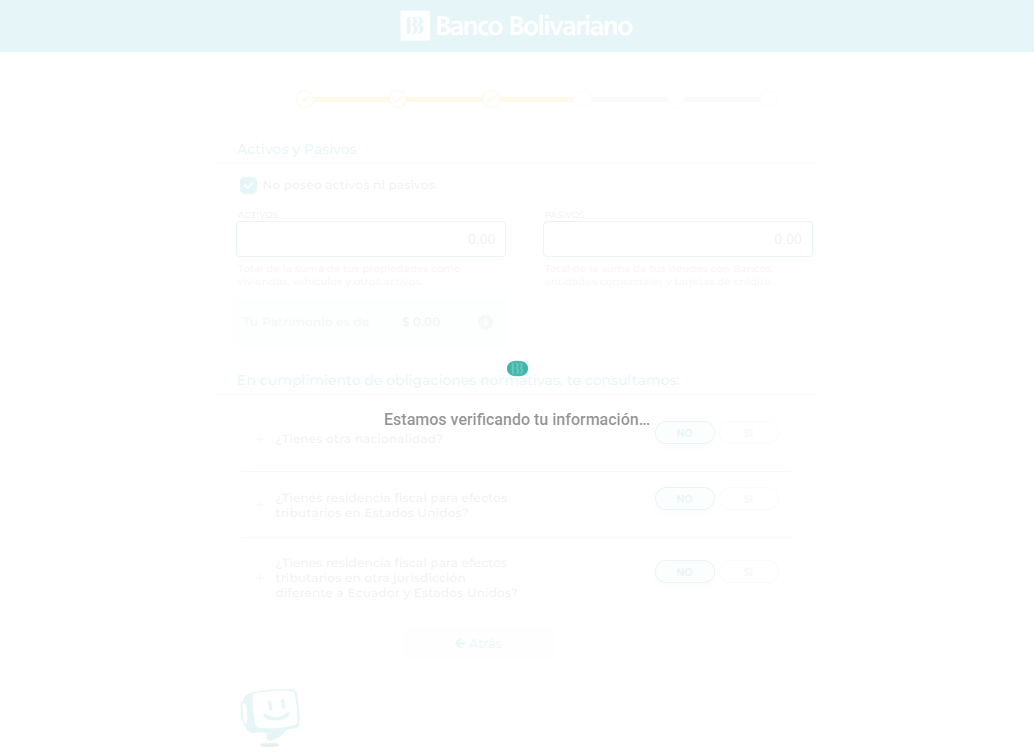 Banco Bolivariano
Activos y Pasivos
No poseo activos ni pasivos.
ACTIVOS
PASIVOS
0.00
0.00
Total de la suma de tus propiedades como
viviendas, vehículos y otros activos.
Total de la suma de tus deudas con Bancos,
entidades comerciales y tarjetas de crédito.
Tu Patrimonio es de $ 0.00
En cumplimiento de obligaciones normativas, te consultamos:
Estamos verificando tu información...
+ ¿Tienes otra nacionalidad? NO SI
+ ¿Tienes residencia fiscal para efectos
tributarios en Estados Unidos?
NO SI
+ ¿Tienes residencia fiscal para efectos
tributarios en otra jurisdicción
diferente a Ecuador y Estados Unidos?
NO SI
← Atrás